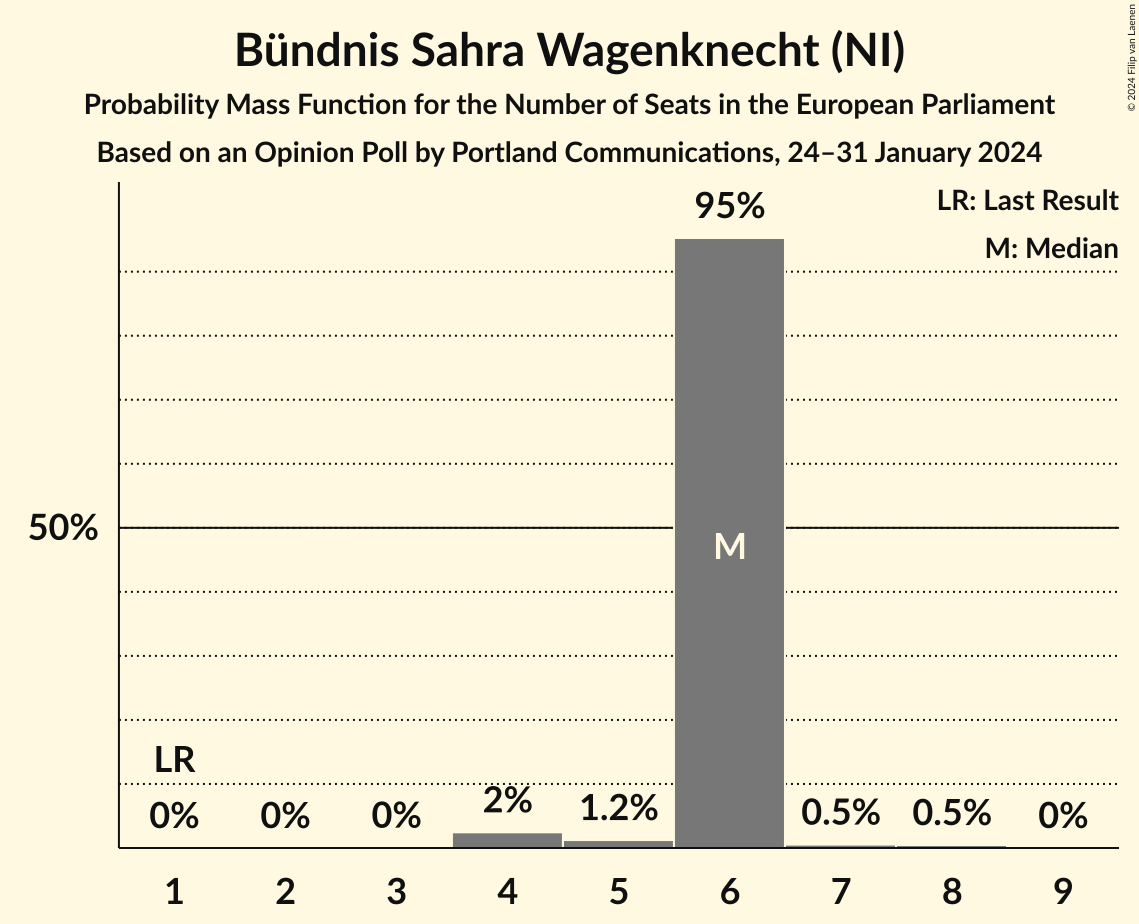 Bündnis Sahra Wagenknecht (NI)
Probability Mass Function for the Number of Seats in the European Parliament
Based on an Opinion Poll by Portland Communications, 24–31 January 2024
© 2024 Filip van Laenen
LR: Last Result
M: Median
95%
50%
M
LR
0% 0% 0% 2% 1.2% 0.5% 0.5% 0%
1 2 3 4 5 6 7 8 9